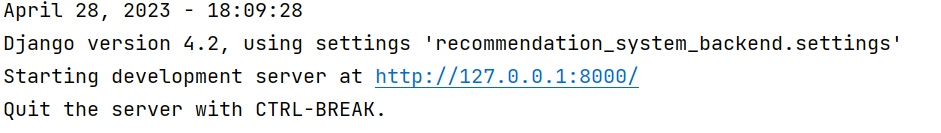 April 28, 2023 - 18:09:28
Django version 4.2, using settings 'recommendation_system_backend.settings'
Starting development server at http://127.0.0.1:8000/
Quit the server with CTRL-BREAK.